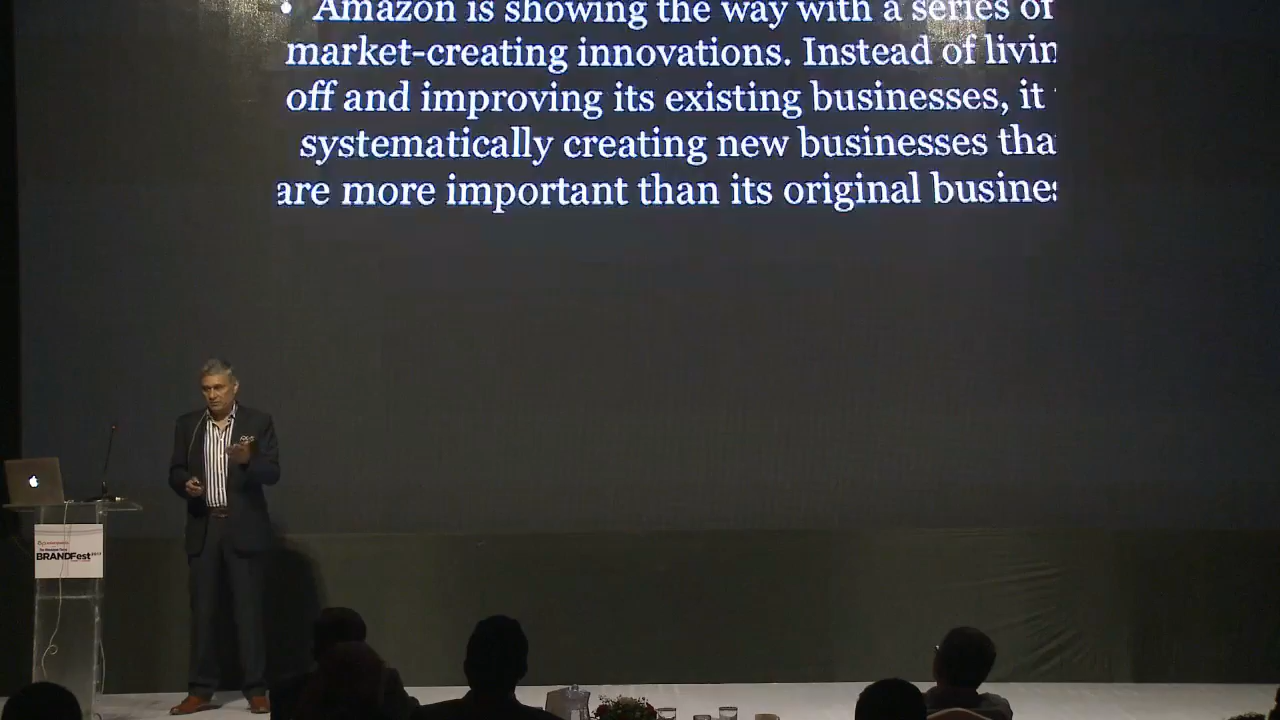 • Amazon is showing the way with a series of
market-creating innovations. Instead of livin
off and improving its existing businesses, it
systematically creating new businesses tha
are more important than its original busines
BRANDFest